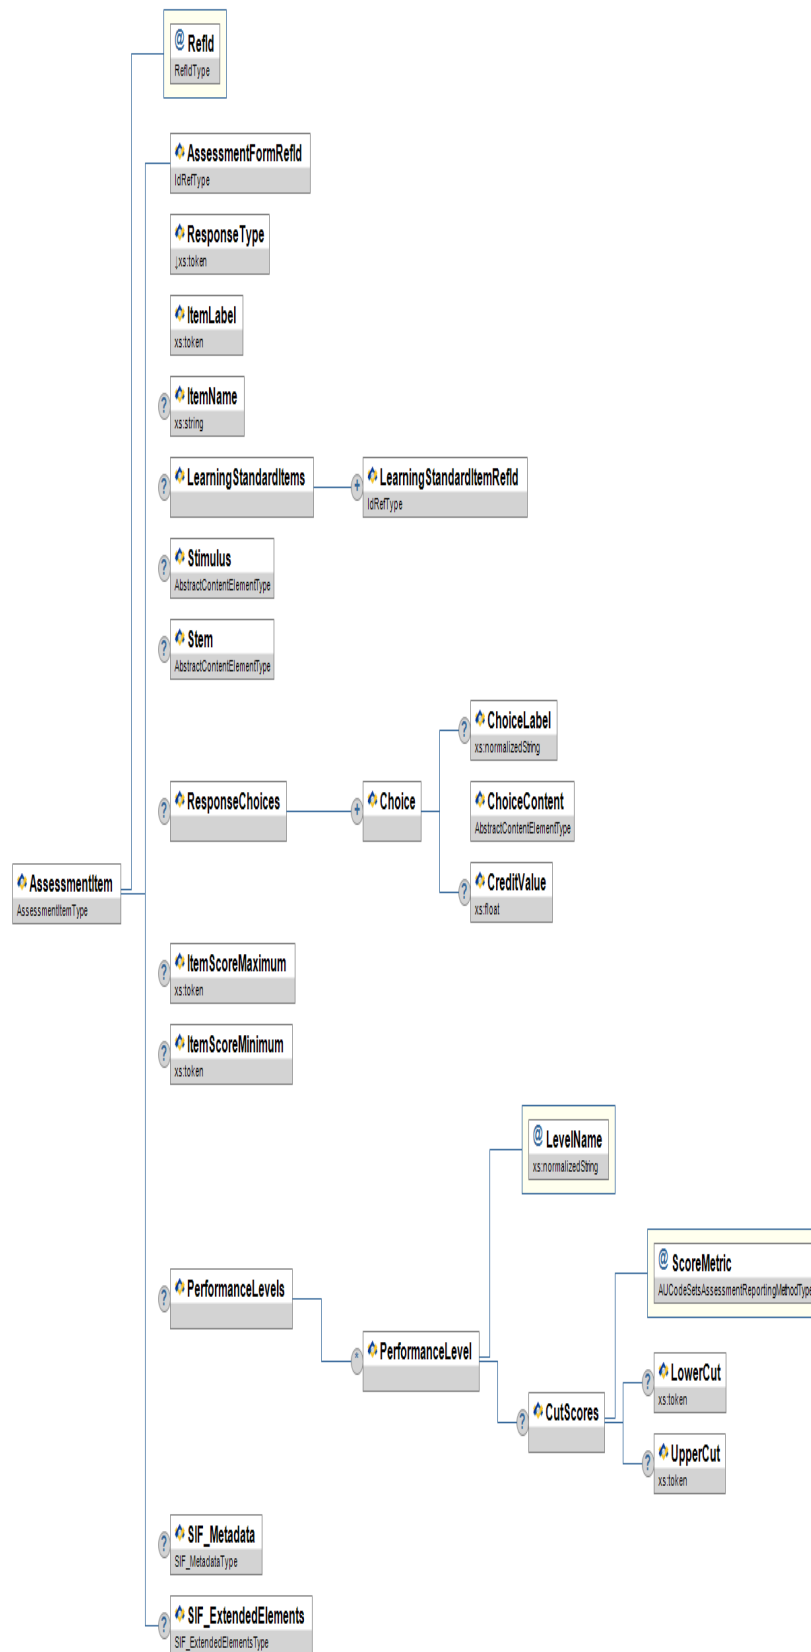 @ RefId
RefIdType
AssessmentFormRefId
IdRefType
ResponseType
↓xs:token
ItemLabel
xs:token
? ItemName
xs:string
? LearningStandardItems
+ LearningStandardItemRefId
IdRefType
? Stimulus
AbstractContentElementType
? Stem
AbstractContentElementType
? ChoiceLabel
xs:normalizedString
? ResponseChoices
+ Choice
ChoiceContent
AbstractContentElementType
AssessmentItem
AssessmentItemType
? CreditValue
xs:float
? ItemScoreMaximum
xs:token
? ItemScoreMinimum
xs:token
@ LevelName
xs:normalizedString
@ ScoreMetric
AUCodeSetsAssessmentReportingMethodType
? PerformanceLevels
* PerformanceLevel
? LowerCut
xs:token
? CutScores
? UpperCut
xs:token
? SIF_Metadata
SIF_MetadataType
? SIF_ExtendedElements
SIF_ExtendedElementsType